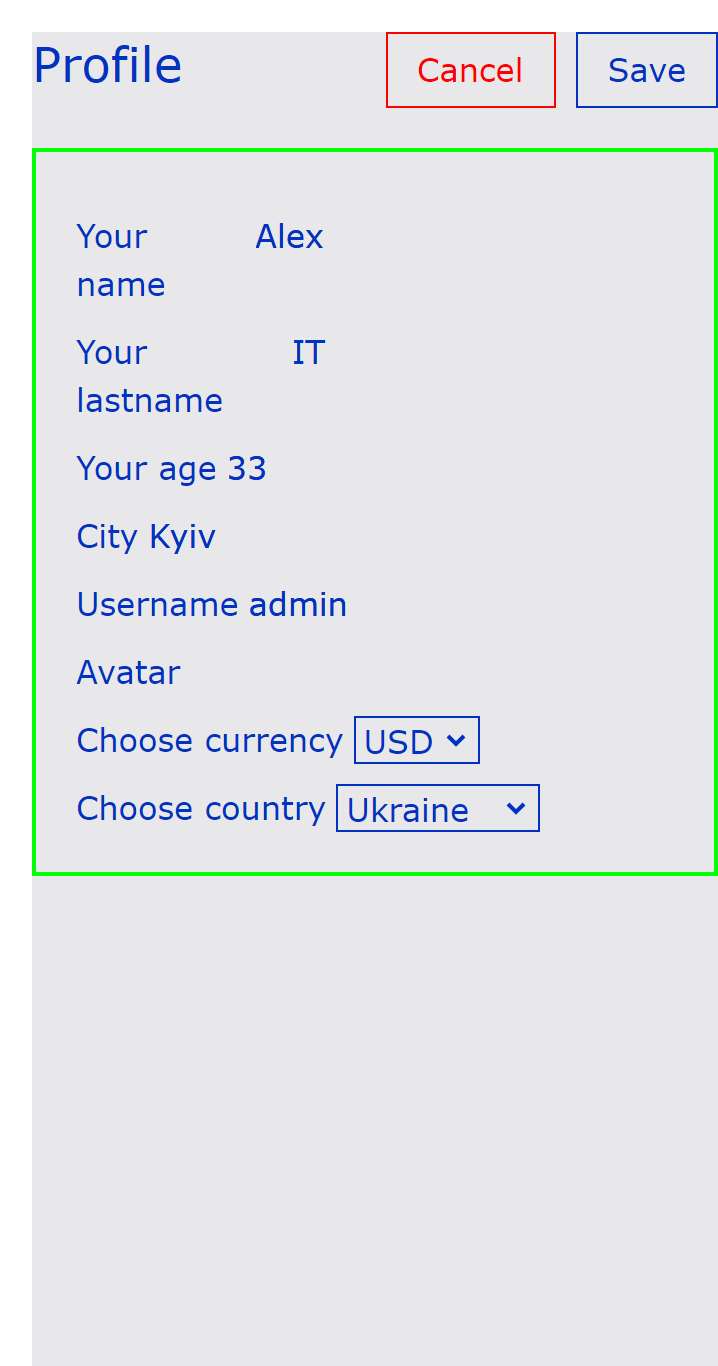 Profile Cancel Save
Your Alex
name
Your IT
lastname
Your age 33
City Kyiv
Username admin
Avatar
Choose currency USD
Choose country Ukraine